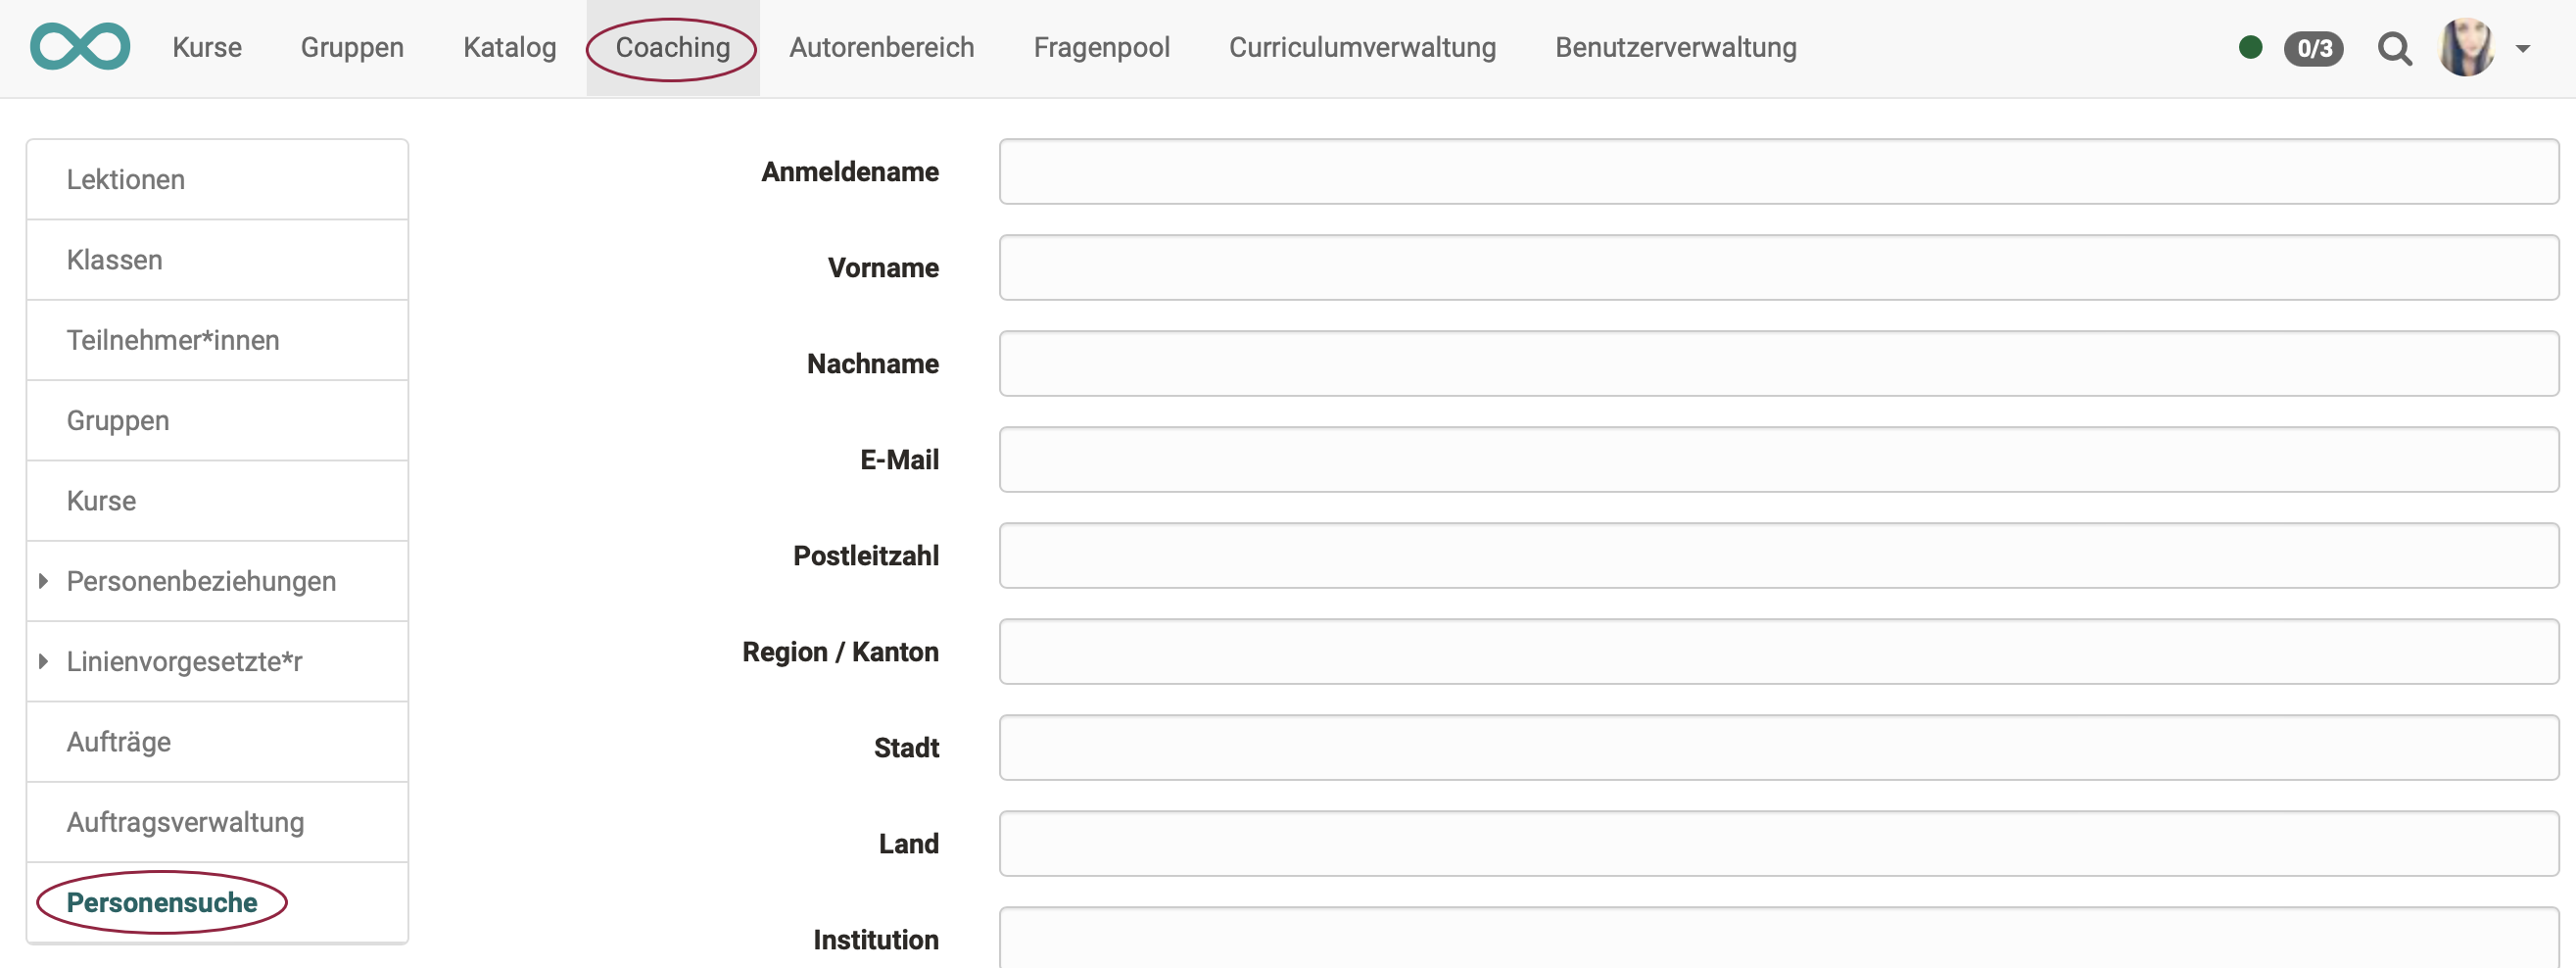 Kurse Gruppen Katalog Coaching Autorenbereich Fragenpool Curriculumverwaltung Benutzerverwaltung 0/3
Lektionen
Klassen
Teilnehmer*innen
Gruppen
Kurse
Personenbeziehungen
Linienvorgesetzte*r
Aufträge
Auftragsverwaltung
Personensuche
Anmeldename
Vorname
Nachname
E-Mail
Postleitzahl
Region / Kanton
Stadt
Land
Institution